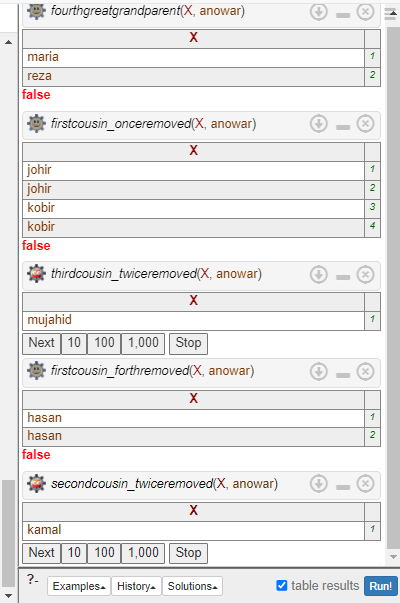 fourthgreatgrandparent(X, anowar)
X
maria 1
reza 2
false
firstcousin_onceremoved(X, anowar)
X
johir 1
johir 2
kobir 3
kobir 4
false
thirdcousin_twiceremoved(X, anowar)
X
mujahid 1
Next 10 100 1,000 Stop
firstcousin_forthremoved(X, anowar)
X
hasan 1
hasan 2
false
secondcousin_twiceremoved(X, anowar)
X
kamal 1
Next 10 100 1,000 Stop
?-
Examples▴ History▴ Solutions▴ table results Run!